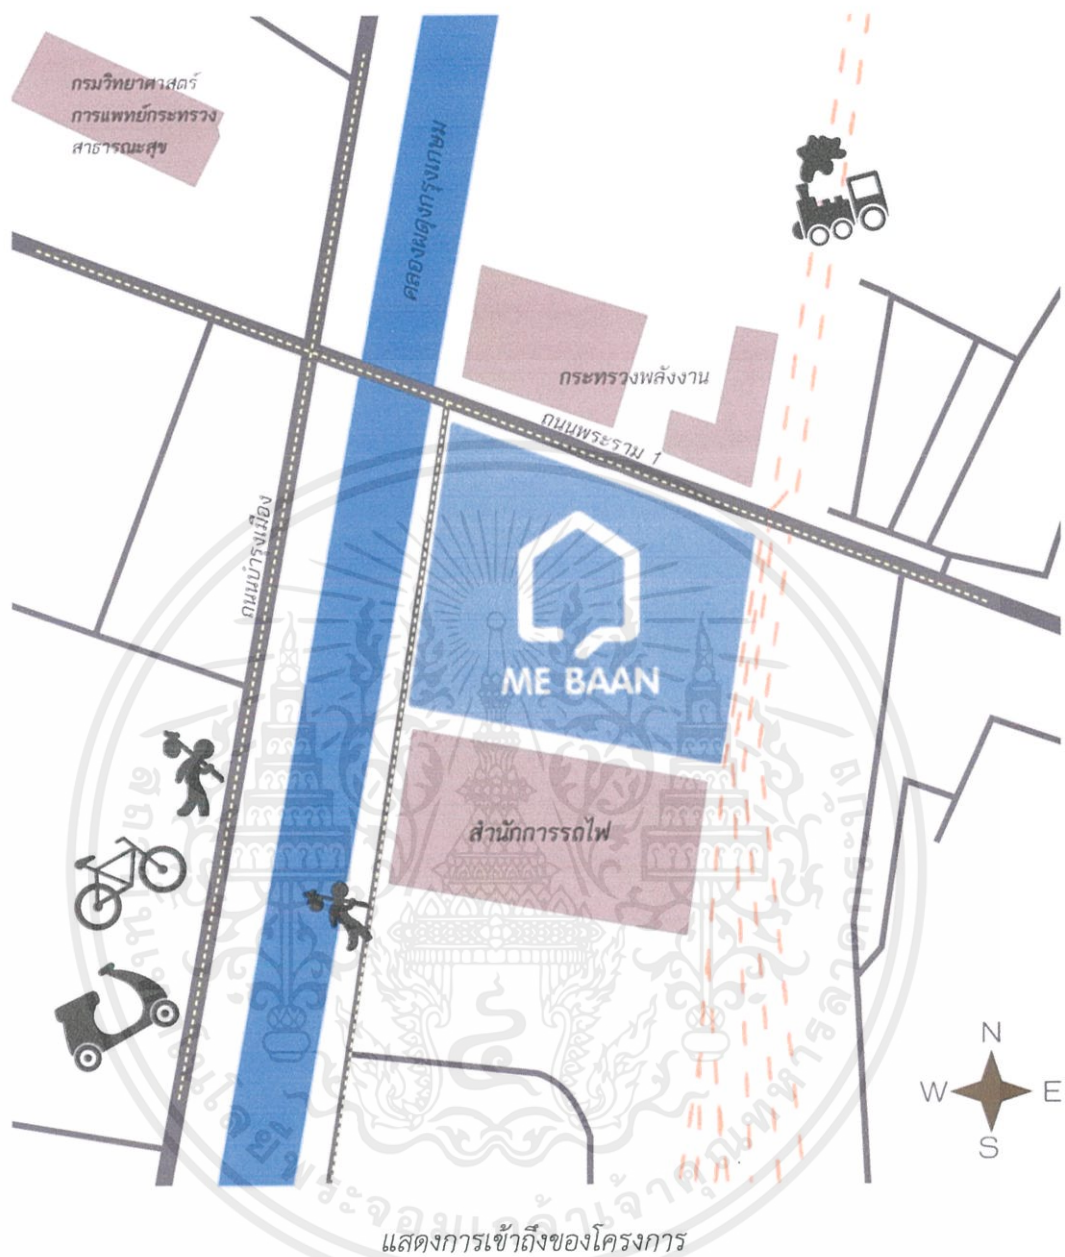 กรมวิทยาศาสตร์
การแพทย์กระทรวง
สาธารณะสุข
คลองผดุงกรุงเกษม
กระทรวงพลังงาน
ถนนพระราม 1
ถนนบำรุงเมือง
ME BAAN
สำนักการรถไฟ
N
W E
S
แสดงการเข้าถึงของโครงการ